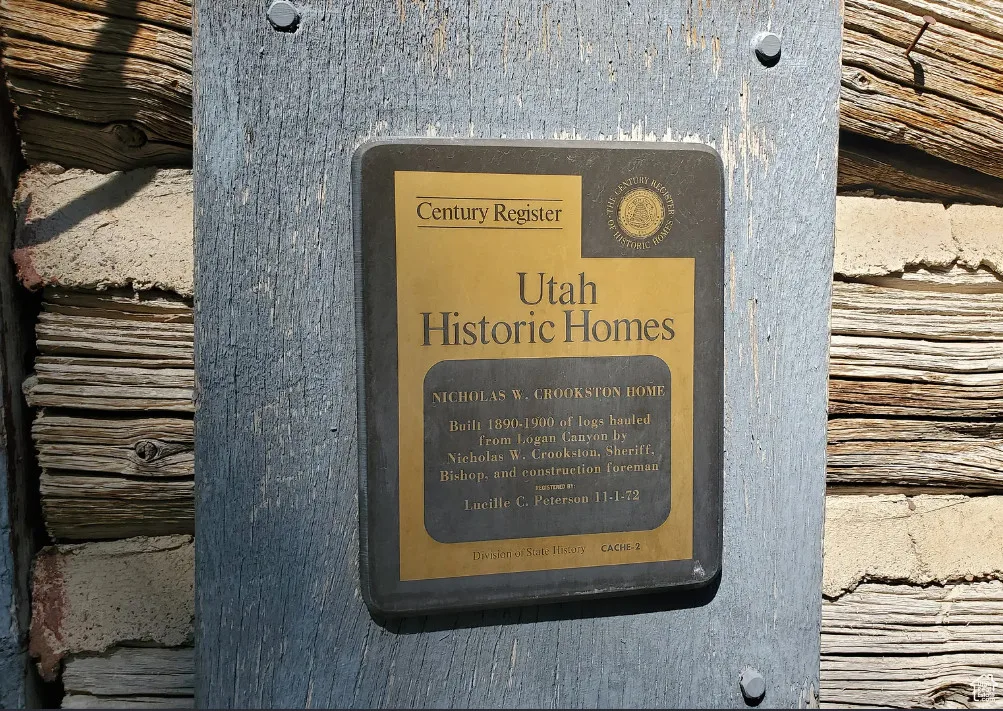 Century Register
THE CENTURY REGISTER
OF HISTORIC HOMES
Utah
Historic Homes
NICHOLAS W. CROOKSTON HOME
Built 1890-1900 of logs hauled
from Logan Canyon by
Nicholas W. Crookston, Sheriff,
Bishop, and construction foreman
REGISTERED BY:
Lucille C. Peterson 11-1-72
Division of State History CACHE-2